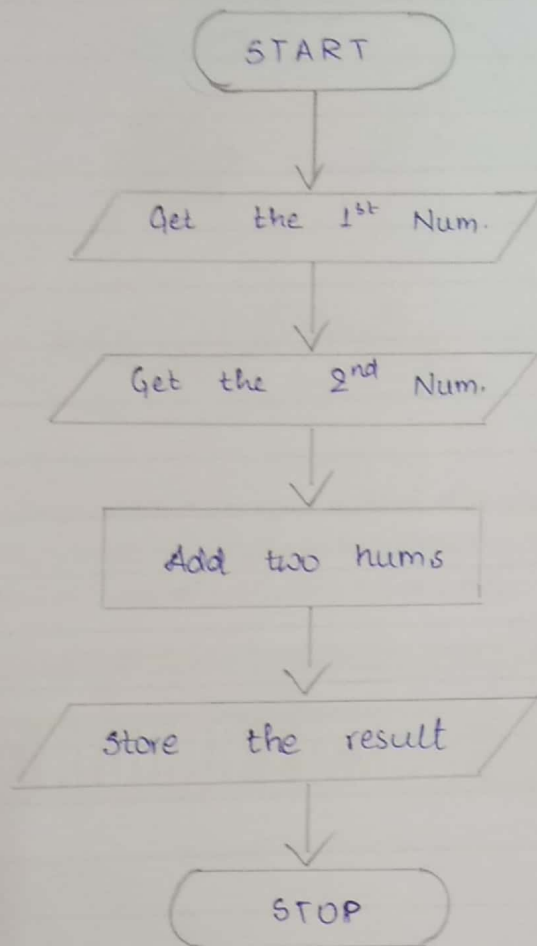 START
Get the 1st Num.
Get the 2nd Num.
Add two nums
Store the result
STOP